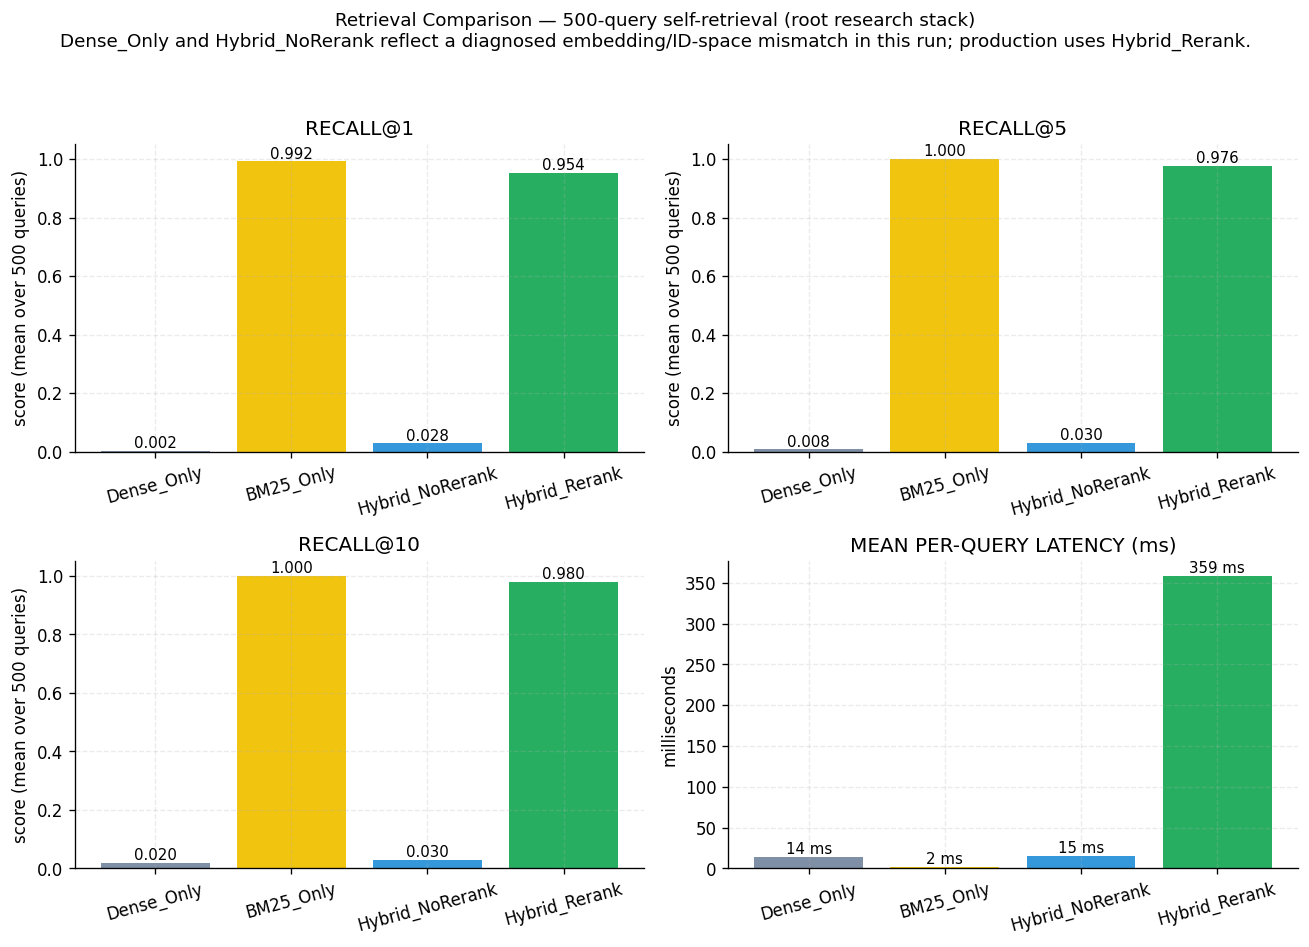 Retrieval Comparison — 500-query self-retrieval (root research stack)
Dense_Only and Hybrid_NoRerank reflect a diagnosed embedding/ID-space mismatch in this run; production uses Hybrid_Rerank.
RECALL@1
score (mean over 500 queries)
1.0
0.8
0.6
0.4
0.2
0.0
0.002
0.992
0.028
0.954
Dense_Only
BM25_Only
Hybrid_NoRerank
Hybrid_Rerank
RECALL@5
score (mean over 500 queries)
1.0
0.8
0.6
0.4
0.2
0.0
0.008
1.000
0.030
0.976
Dense_Only
BM25_Only
Hybrid_NoRerank
Hybrid_Rerank
RECALL@10
score (mean over 500 queries)
1.0
0.8
0.6
0.4
0.2
0.0
0.020
1.000
0.030
0.980
Dense_Only
BM25_Only
Hybrid_NoRerank
Hybrid_Rerank
MEAN PER-QUERY LATENCY (ms)
milliseconds
350
300
250
200
150
100
50
0
14 ms
2 ms
15 ms
359 ms
Dense_Only
BM25_Only
Hybrid_NoRerank
Hybrid_Rerank